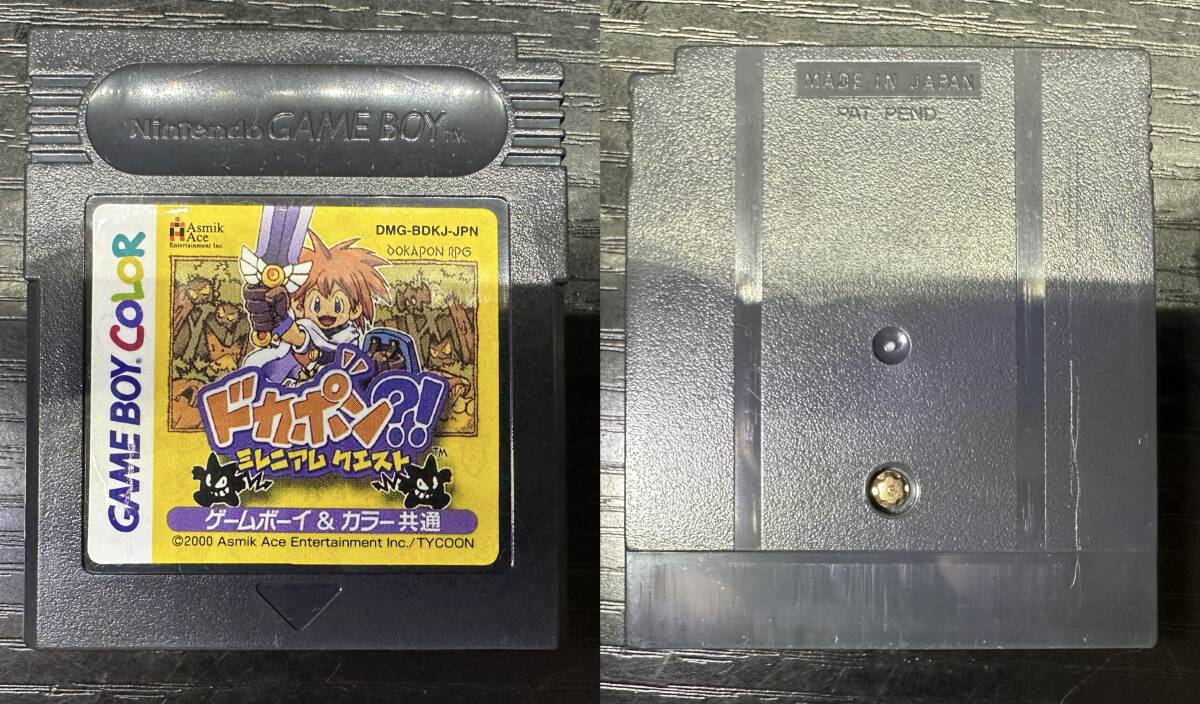 Nintendo GAME BOY TM
Asmik
Ace
Entertainment Inc.
DMG-BDKJ-JPN
DOKAPON RPG
GAME BOY COLOR
ドカポン?!
ミレニアムクエスト TM
ゲームボーイ & カラー共通
©2000 Asmik Ace Entertainment Inc./TYCOON
MADE IN JAPAN
PAT. PEND